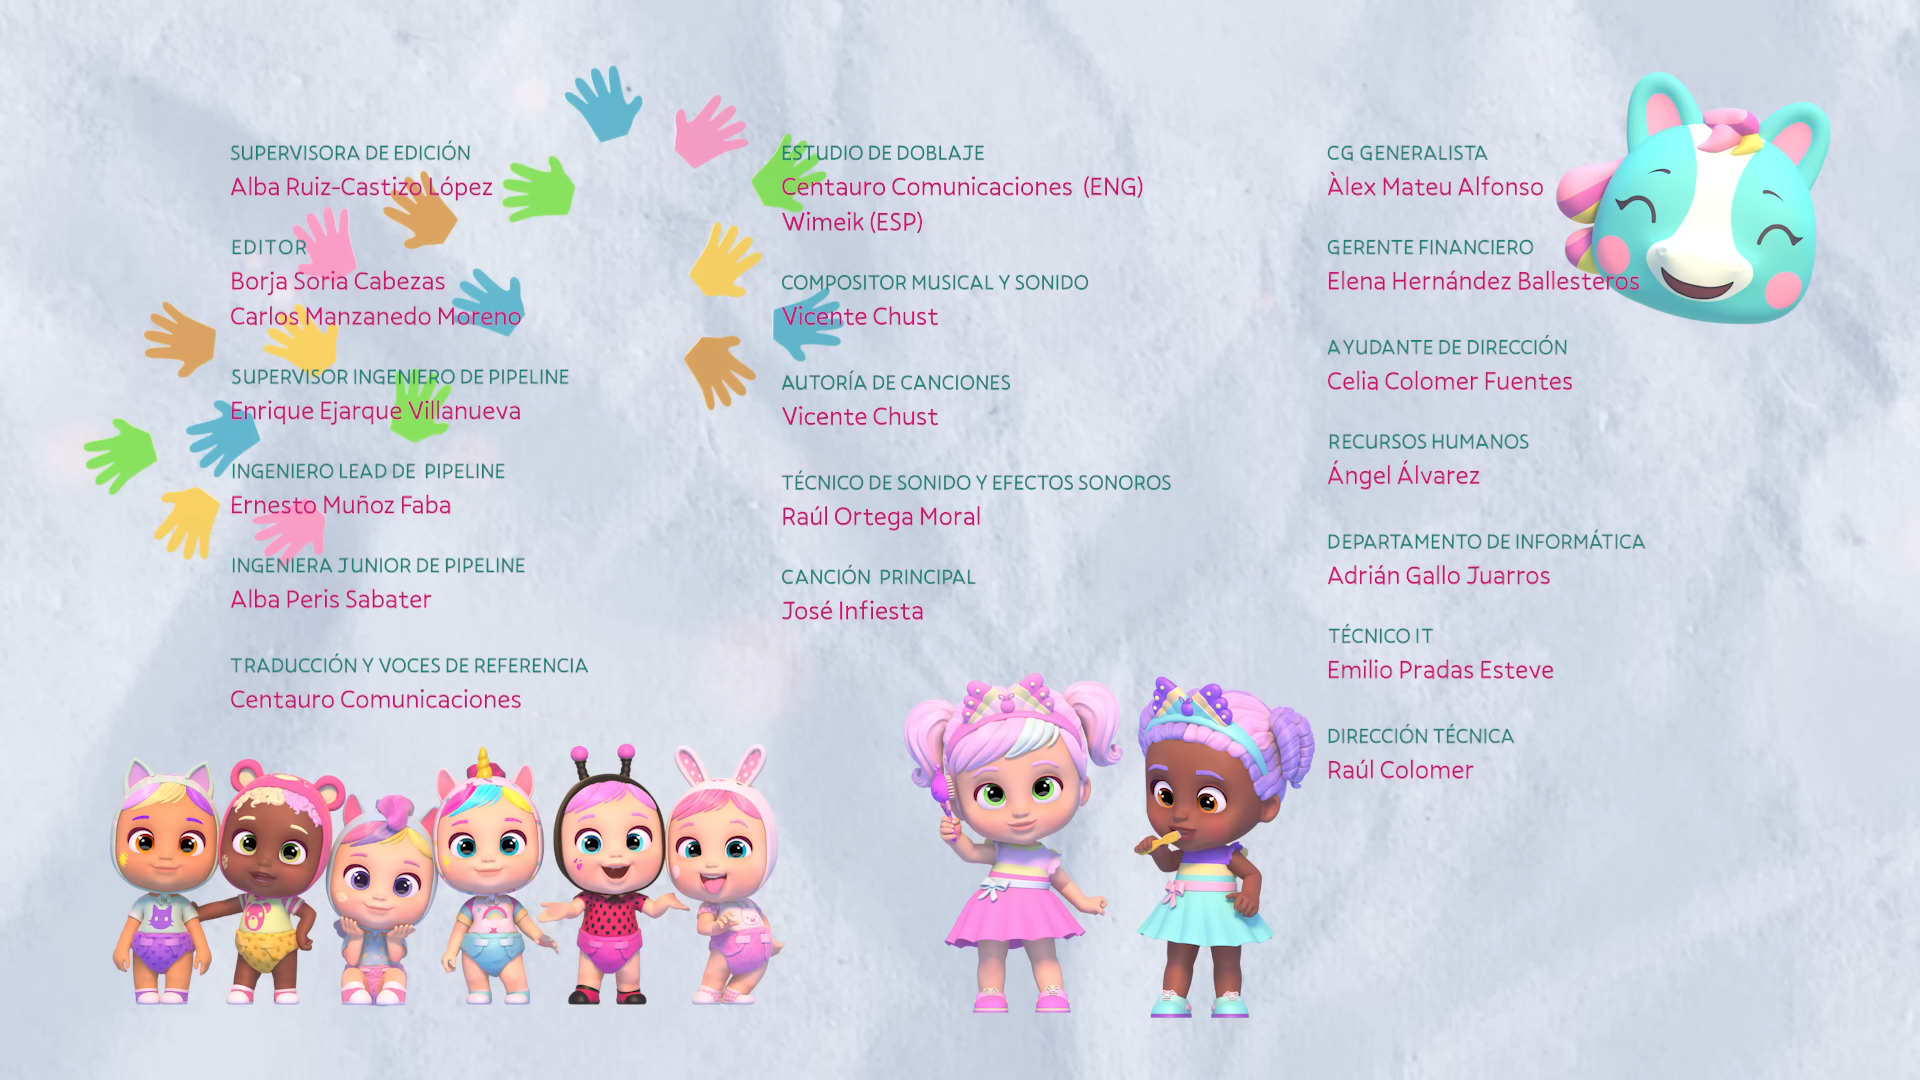 SUPERVISORA DE EDICIÓN
Alba Ruiz-Castizo López
EDITOR
Borja Soria Cabezas
Carlos Manzanedo Moreno
SUPERVISOR INGENIERO DE PIPELINE
Enrique Ejarque Villanueva
INGENIERO LEAD DE PIPELINE
Ernesto Muñoz Faba
INGENIERA JUNIOR DE PIPELINE
Alba Peris Sabater
TRADUCCIÓN Y VOCES DE REFERENCIA
Centauro Comunicaciones
ESTUDIO DE DOBLAJE
Centauro Comunicaciones (ENG)
Wimeik (ESP)
COMPOSITOR MUSICAL Y SONIDO
Vicente Chust
AUTORÍA DE CANCIONES
Vicente Chust
TÉCNICO DE SONIDO Y EFECTOS SONOROS
Raúl Ortega Moral
CANCIÓN PRINCIPAL
José Infiesta
CG GENERALISTA
Àlex Mateu Alfonso
GERENTE FINANCIERO
Elena Hernández Ballesteros
AYUDANTE DE DIRECCIÓN
Celia Colomer Fuentes
RECURSOS HUMANOS
Ángel Álvarez
DEPARTAMENTO DE INFORMÁTICA
Adrián Gallo Juarros
TÉCNICO IT
Emilio Pradas Esteve
DIRECCIÓN TÉCNICA
Raúl Colomer